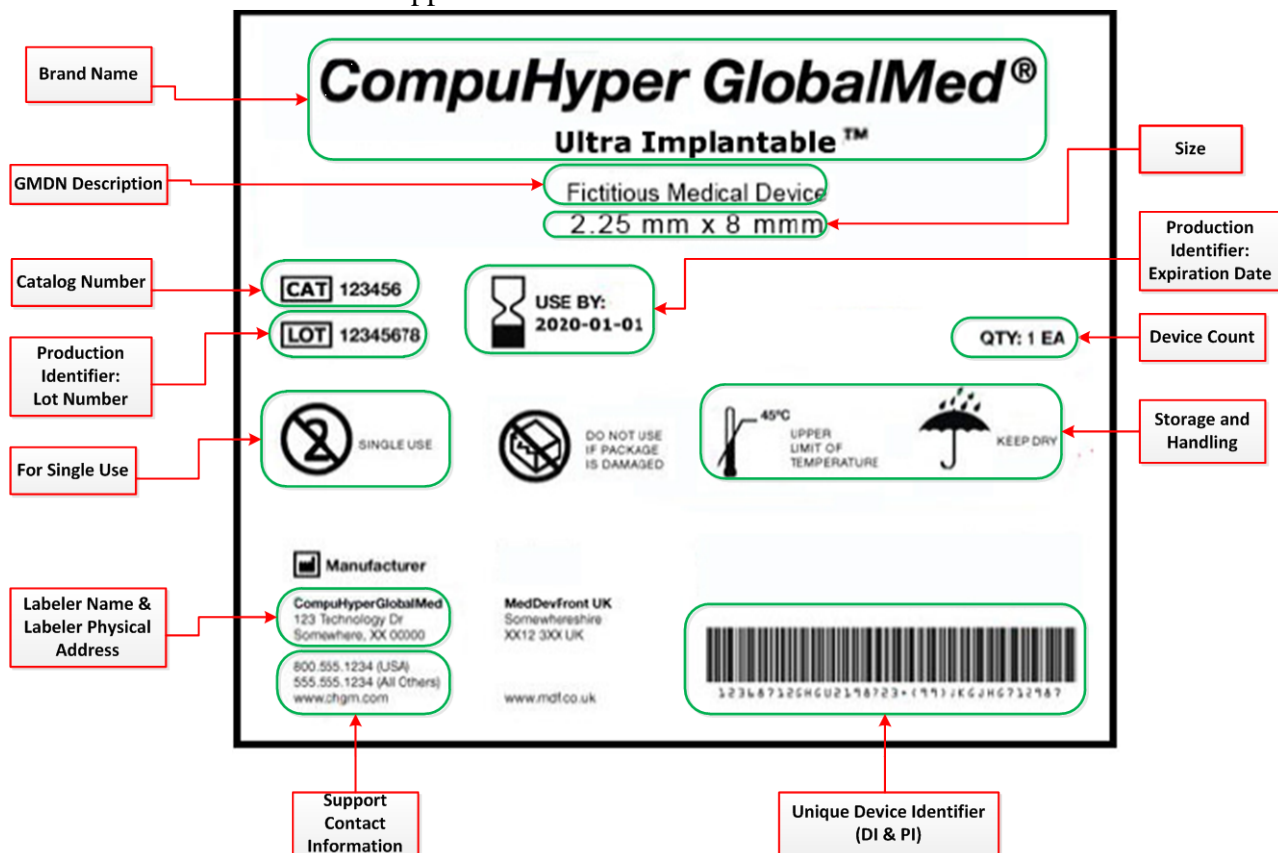 Brand Name
CompuHyper GlobalMed®
Ultra Implantable™
Size
GMDN Description
Fictitious Medical Device
2.25 mm x 8 mmm
Production
Identifier:
Expiration Date
Catalog Number
CAT 123456
USE BY:
2020-01-01
LOT 12345678
QTY: 1 EA
Device Count
Production
Identifier:
Lot Number
2
SINGLE USE
DO NOT USE
IF PACKAGE
IS DAMAGED
45°C
UPPER
LIMIT OF
TEMPERATURE
KEEP DRY
Storage and
Handling
For Single Use
Manufacturer
Labeler Name &
Labeler Physical
Address
CompuHyperGlobalMed
123 Technology Dr
Somewhere, XX 00000
MedDevFront UK
Somewhereshire
XX12 3XX UK
800.555.1234 (USA)
555.555.1234 (All Others)
www.chgm.com
www.mdf.co.uk
Support
Contact
Information
Unique Device Identifier
(DI & PI)